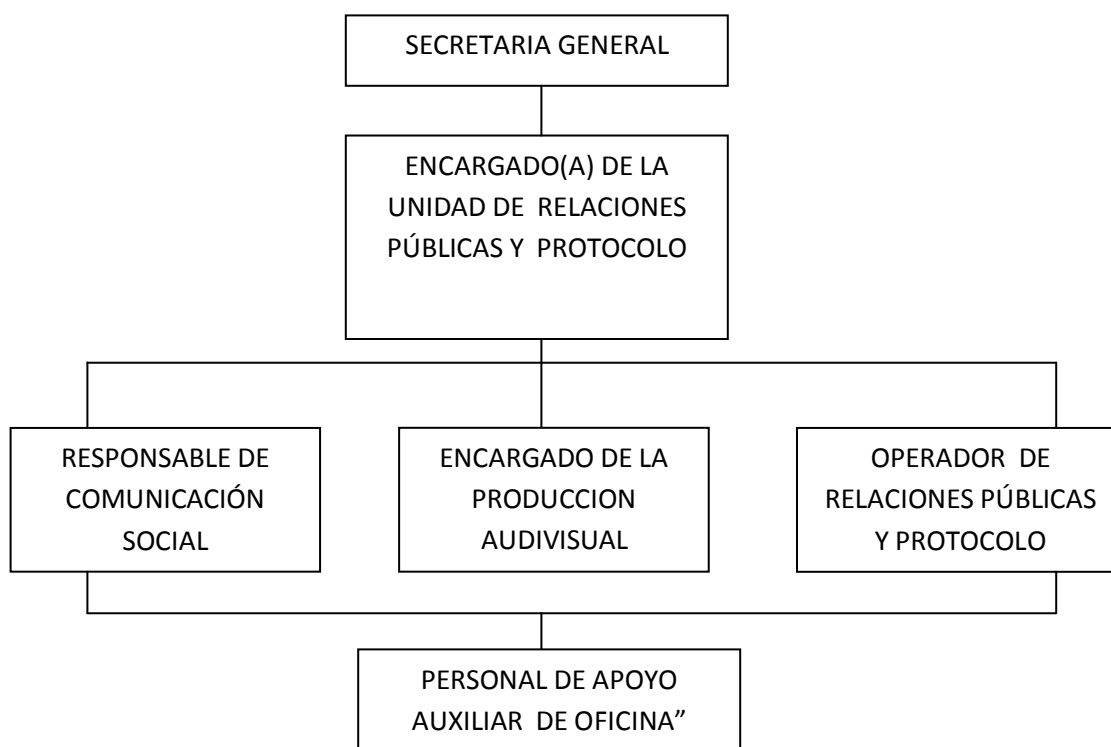 SECRETARIA GENERAL
ENCARGADO(A) DE LA
UNIDAD DE RELACIONES
PÚBLICAS Y PROTOCOLO
RESPONSABLE DE
COMUNICACIÓN
SOCIAL
ENCARGADO DE LA
PRODUCCION
AUDIVISUAL
OPERADOR DE
RELACIONES PÚBLICAS
Y PROTOCOLO
PERSONAL DE APOYO
AUXILIAR DE OFICINA”